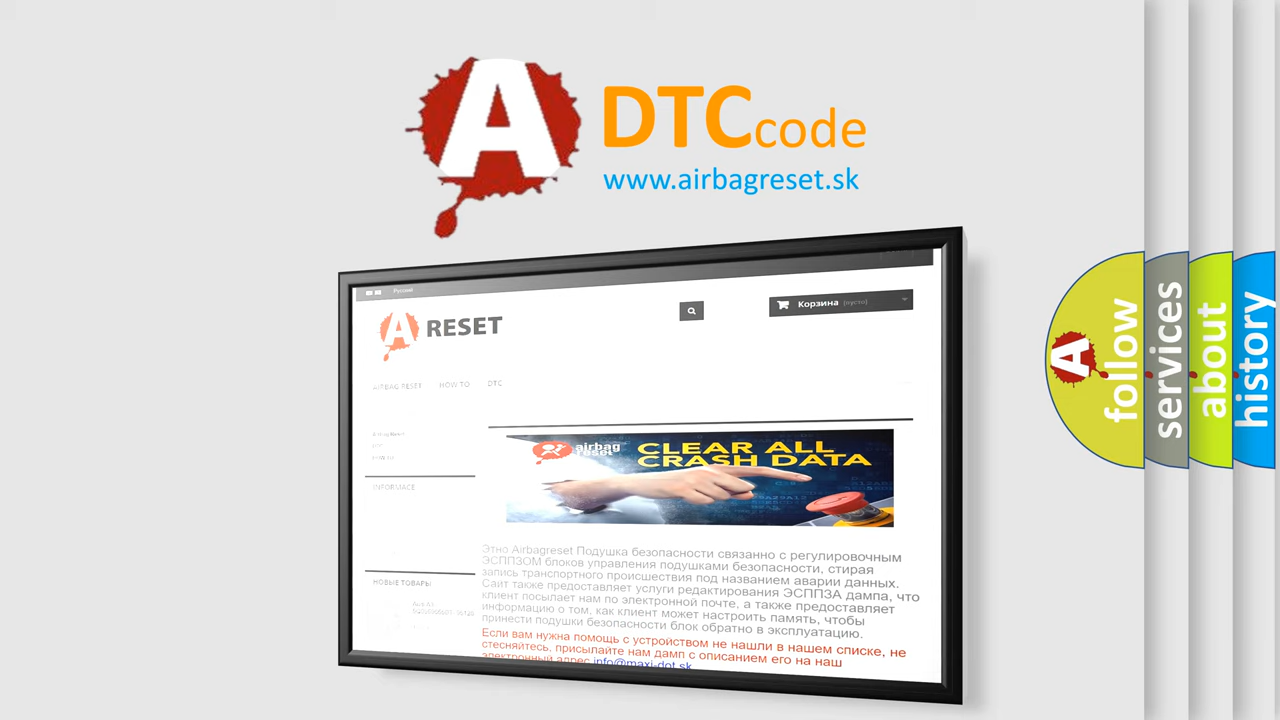 A DTCcode
www.airbagreset.sk
Русский
A RESET
Корзина (пусто)
AIRBAG RESET HOW TO DTC
Airbag Reset
INFORMACE
airbag
reset
CLEAR ALL
CRASH DATA
Этно Airbagreset Подушка безопасности связанно с регулировочным
ЭСППЗОМ блоков управления подушками безопасности, стирая
запись транспортного происшествия под названием аварии данных.
Сайт также предоставляет услуги редактирования ЭСППЗА дампа, что
клиент посылает нам по электронной почте, а также предоставляет
информацию о том, как клиент может настроить память, чтобы
принести подушки безопасности блок обратно в эксплуатацию.
Если вам нужна помощь с устройством не нашли в нашем списке, не
стесняйтесь, присылайте нам дамп с описанием его на наш
электронный адрес info@maxi-dot.sk
НОВЫЕ ТОВАРЫ
A follow
services
about
history